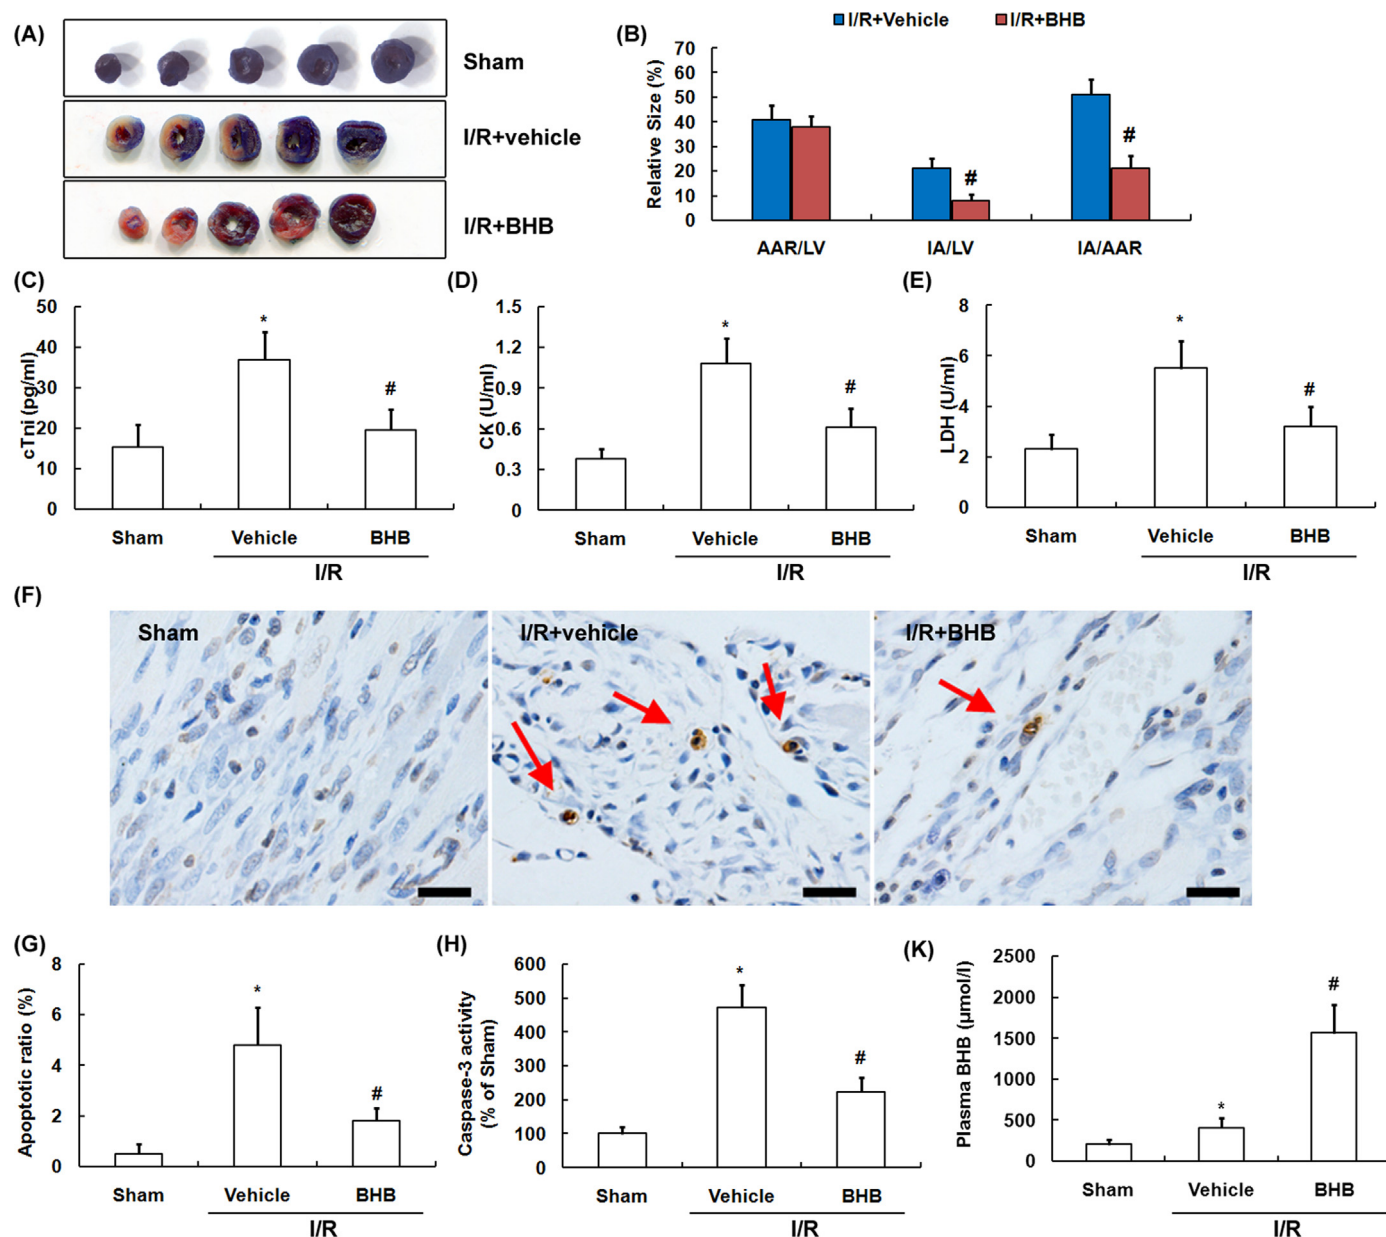 (A)
Sham
I/R+vehicle
I/R+BHB
(B)
I/R+Vehicle
I/R+BHB
Relative Size (%)
70
60
50
40
30
20
10
0
#
#
AAR/LV
IA/LV
IA/AAR
(C)
cTni (pg/ml)
50
40
30
20
10
0
*
#
Sham
Vehicle
BHB
I/R
(D)
CK (U/ml)
1.5
1.2
0.9
0.6
0.3
0
*
#
Sham
Vehicle
BHB
I/R
(E)
LDH (U/ml)
8
6
4
2
0
*
#
Sham
Vehicle
BHB
I/R
(F)
Sham
I/R+vehicle
I/R+BHB
(G)
Apoptotic ratio (%)
8
6
4
2
0
*
#
Sham
Vehicle
BHB
I/R
(H)
Caspase-3 activity
(% of Sham)
600
500
400
300
200
100
0
*
#
Sham
Vehicle
BHB
I/R
(K)
Plasma BHB (μmol/l)
2500
2000
1500
1000
500
0
*
#
Sham
Vehicle
BHB
I/R